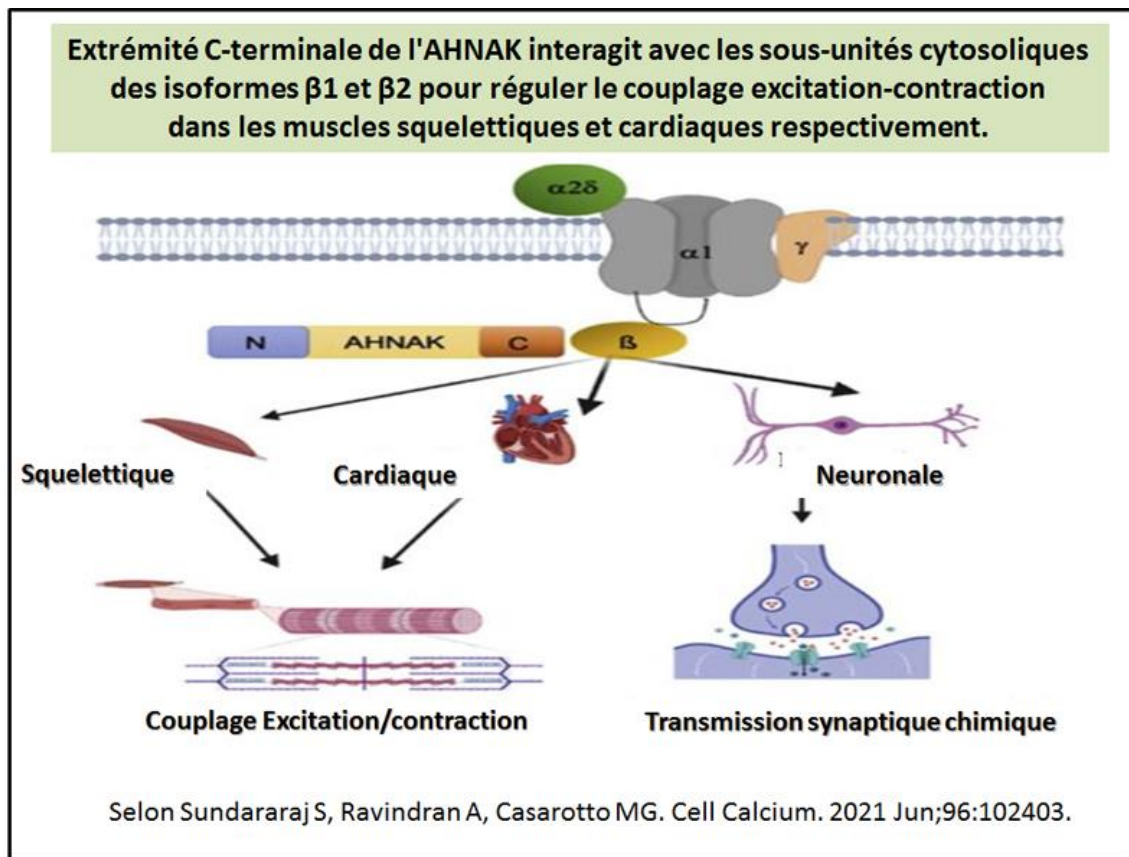 Extrémité C-terminale de l'AHNAK interagit avec les sous-unités cytosoliques
des isoformes β1 et β2 pour réguler le couplage excitation-contraction
dans les muscles squelettiques et cardiaques respectivement.
α2δ
α1
γ
N AHNAK C ß
Squelettique Cardiaque Neuronale
Couplage Excitation/contraction Transmission synaptique chimique
Selon Sundararaj S, Ravindran A, Casarotto MG. Cell Calcium. 2021 Jun;96:102403.